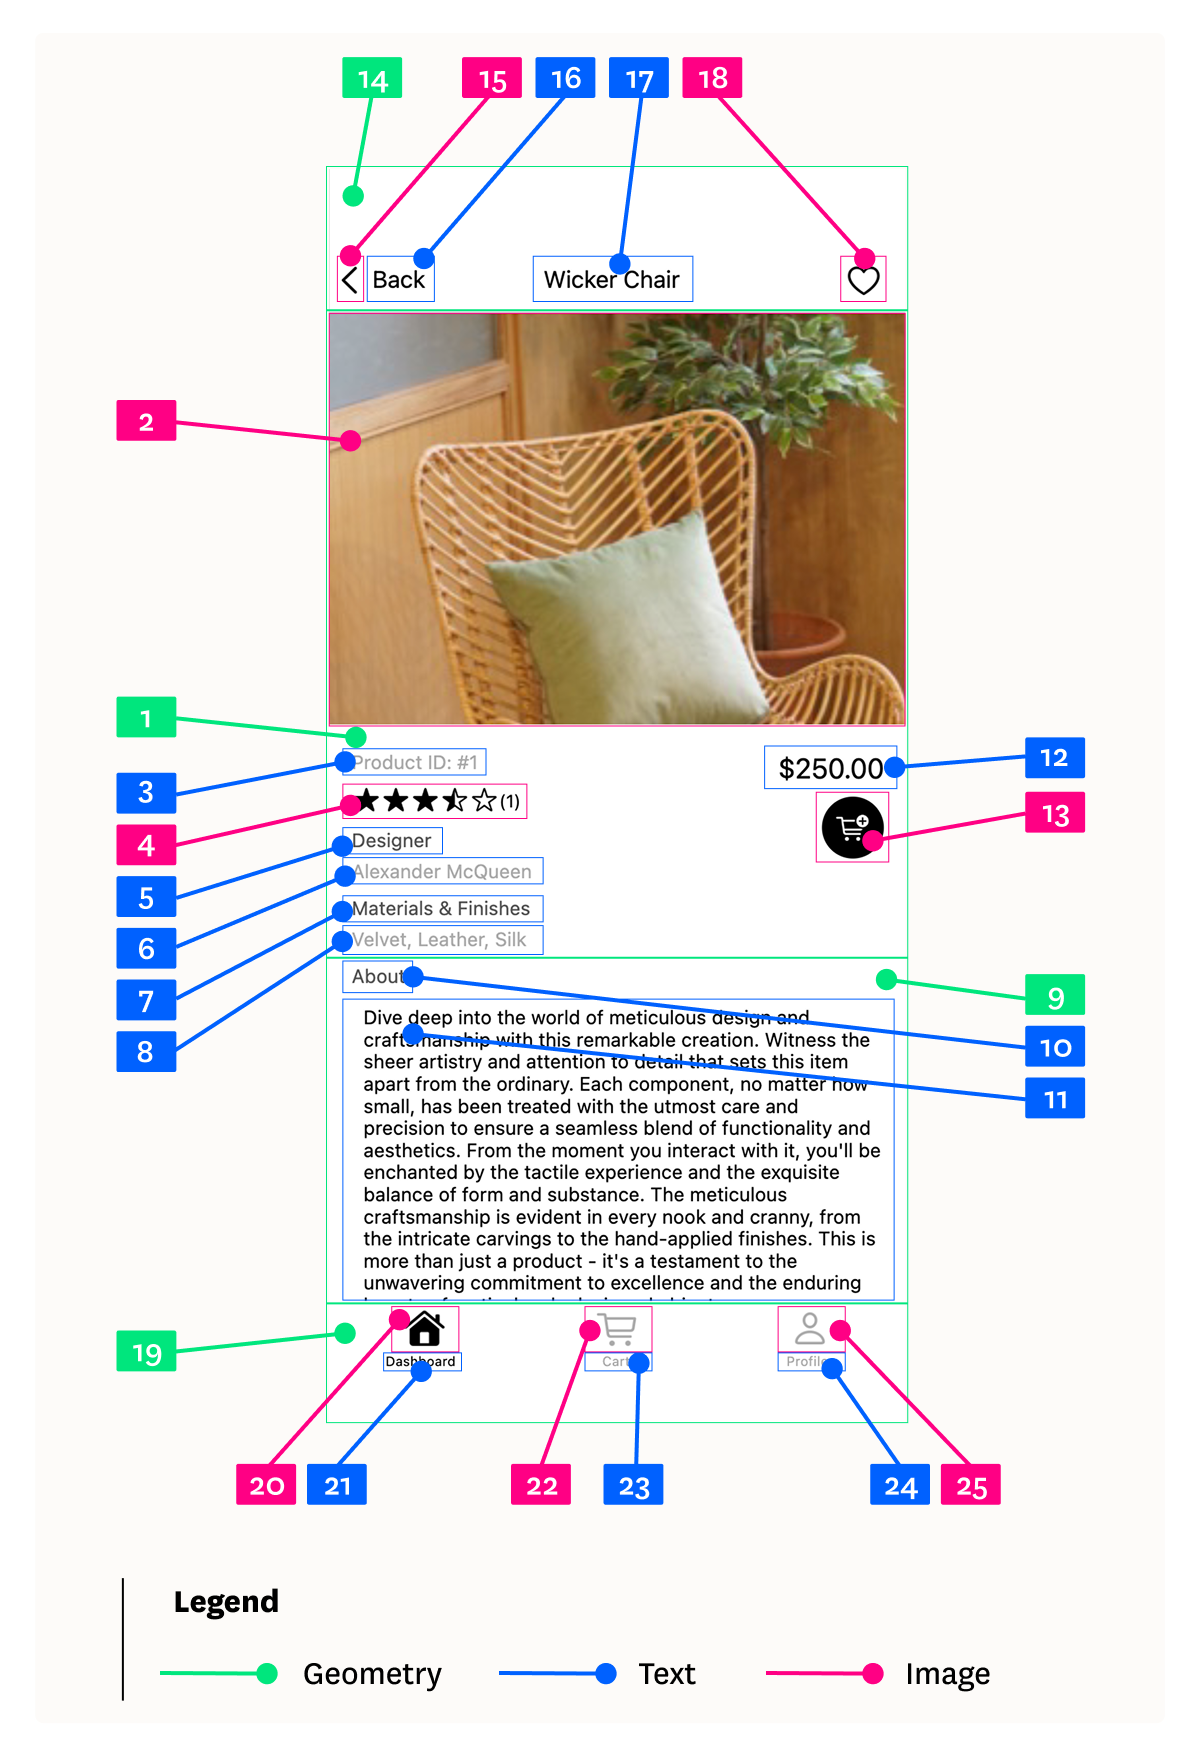 14 15 16 17 18
Back Wicker Chair
2
1
Product ID: #1 $250.00 12
3
(1) 13
4
Designer
5
Alexander McQueen
Materials & Finishes
6
Velvet, Leather, Silk
About
7 9
8 10
11
Dive deep into the world of meticulous design and
craftsmanship with this remarkable creation. Witness the
sheer artistry and attention to detail that sets this item
apart from the ordinary. Each component, no matter how
small, has been treated with the utmost care and
precision to ensure a seamless blend of functionality and
aesthetics. From the moment you interact with it, you'll be
enchanted by the tactile experience and the exquisite
balance of form and substance. The meticulous
craftsmanship is evident in every nook and cranny, from
the intricate carvings to the hand-applied finishes. This is
more than just a product - it's a testament to the
unwavering commitment to excellence and the enduring
19
Dashboard Cart Profile
20 21 22 23 24 25
Legend
Geometry Text Image